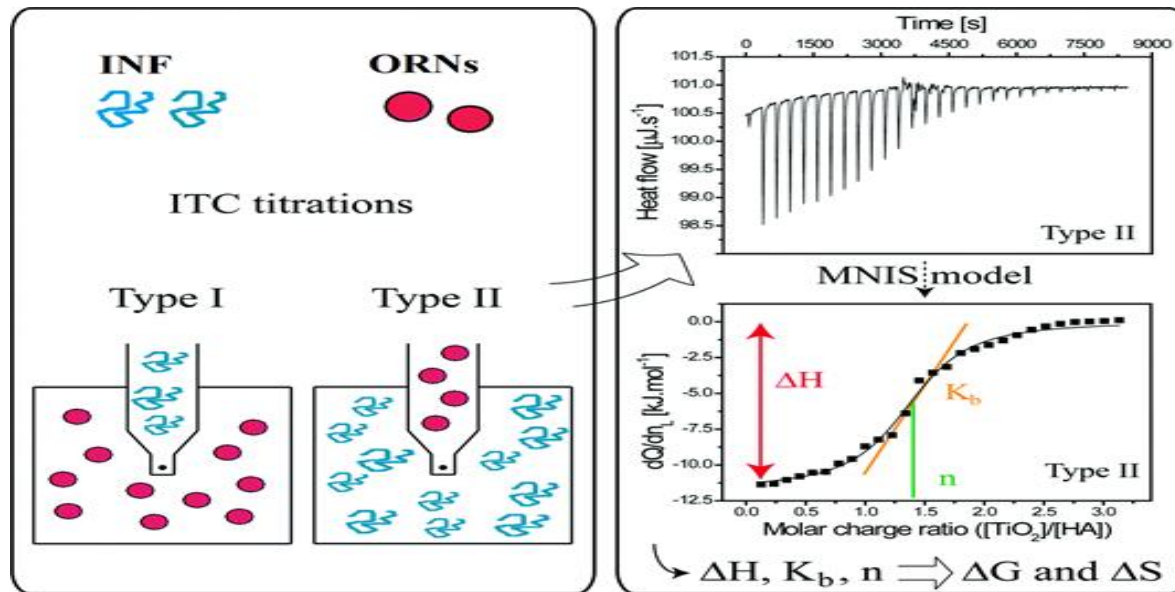 INF
ORNs
ITC titrations
Type I
Type II
Time [s]
0 1500 3000 4500 6000 7500 9000
Heat flow [µJ.s⁻¹]
101.5
101.0
100.5
100.0
99.5
99.0
98.5
Type II
MNIS model
dQ/dnL [kJ.mol⁻¹]
0.0
-2.5
-5.0
-7.5
-10.0
-12.5
ΔH
Kb
n
Type II
0.0 0.5 1.0 1.5 2.0 2.5 3.0
Molar charge ratio ([TiO₂]/[HA])
ΔH, Kb, n ⟹ ΔG and ΔS